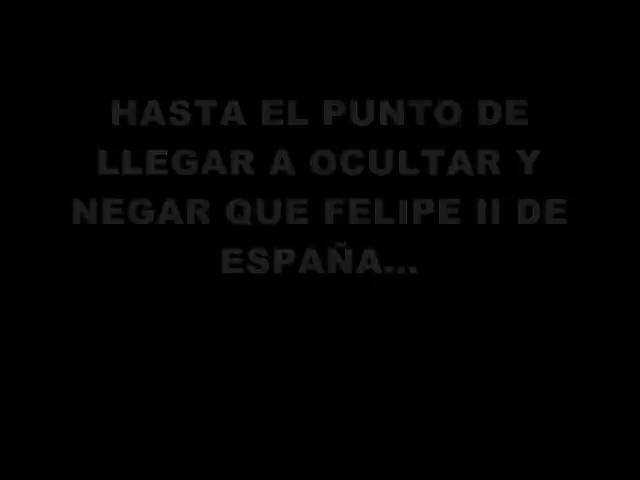 HASTA EL PUNTO DE
LLEGAR A OCULTAR Y
NEGAR QUE FELIPE II DE
ESPAÑA...